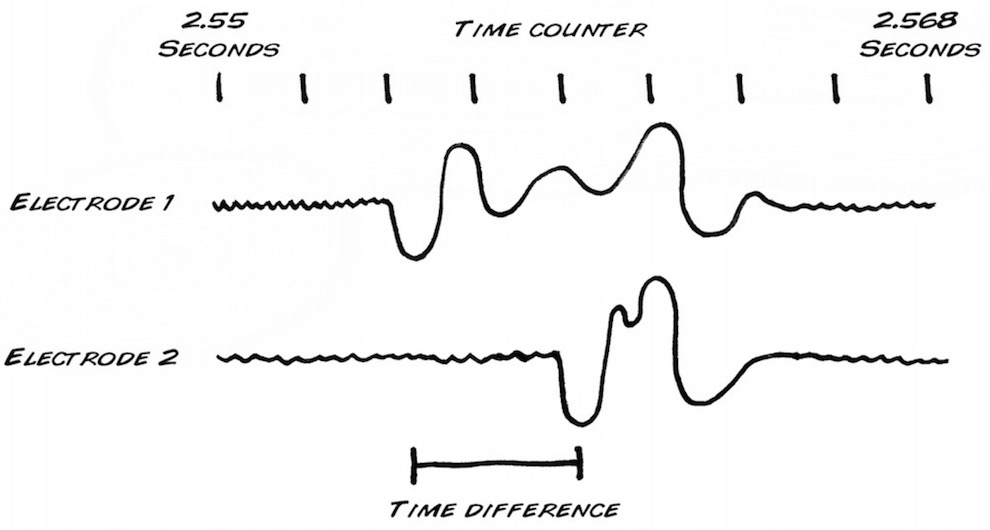 2.55
SECONDS
TIME COUNTER
2.568
SECONDS
ELECTRODE 1
ELECTRODE 2
TIME DIFFERENCE